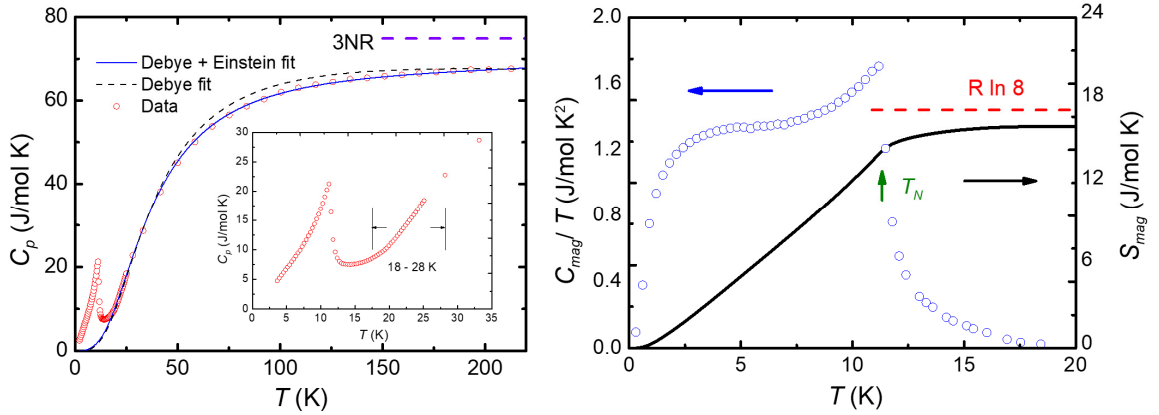 80
60
40
20
0
C_p (J/mol K)
3NR
Debye + Einstein fit
Debye fit
Data
30
25
20
15
10
5
0
C_p (J/mol K)
18 - 28 K
0 5 10 15 20 25 30 35
T (K)
0 50 100 150 200
T (K)
2.0
1.6
1.2
0.8
0.4
0.0
C_mag/ T (J/mol K²)
R ln 8
T_N
24
18
12
6
0
S_mag (J/mol K)
0 5 10 15 20
T (K)